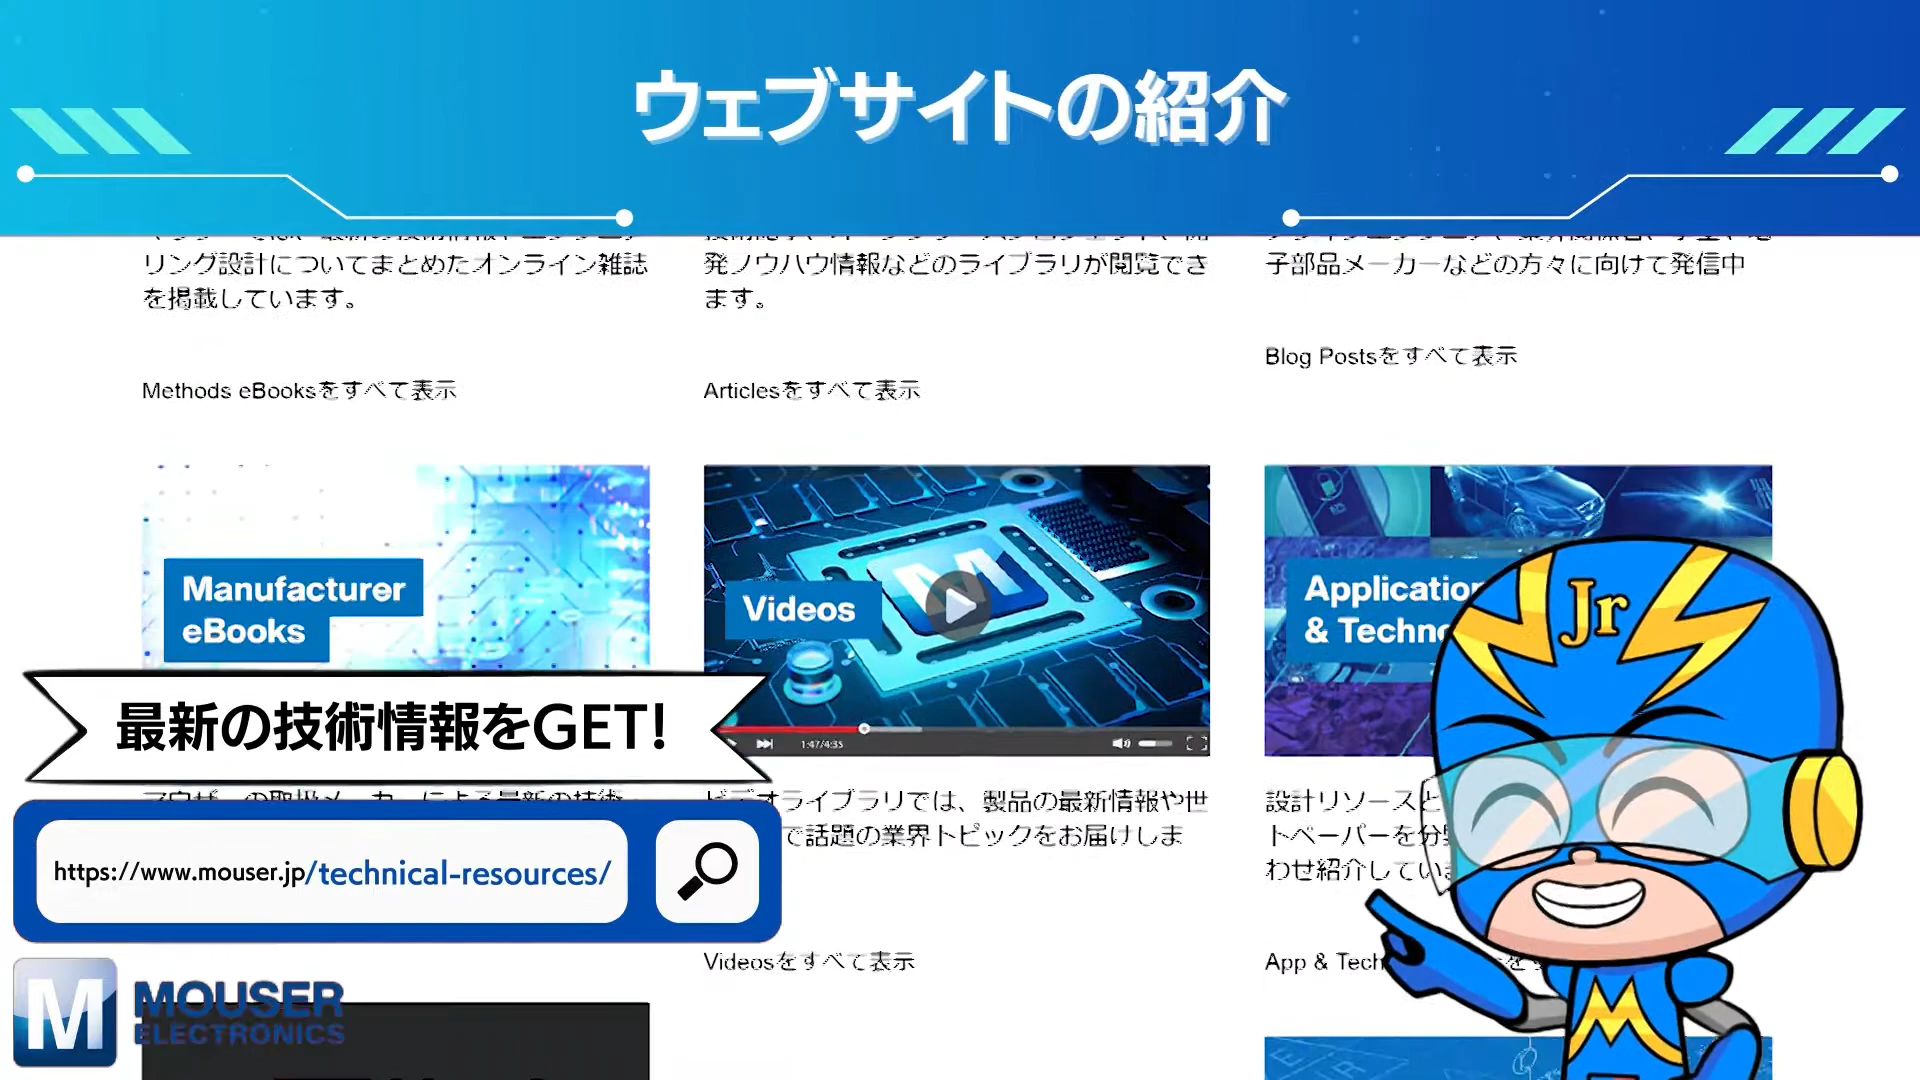 ウェブサイトの紹介
リング設計についてまとめたオンライン雑誌
を掲載しています。
Methods eBooksをすべて表示
発ノウハウ情報などのライブラリが閲覧でき
ます。
Articlesをすべて表示
子部品メーカーなどの方々に向けて発信中
Blog Postsをすべて表示
Manufacturer
eBooks
Videos
1:47/4:35
Application
& Techno
Jr
最新の技術情報をGET!
https://www.mouser.jp/technical-resources/
ビデオライブラリでは、製品の最新情報や世
で話題の業界トピックをお届けしま
Videosをすべて表示
設計リソースと
トペーパーを分
わせ紹介してい
App & Tech
M
MOUSER
ELECTRONICS
M